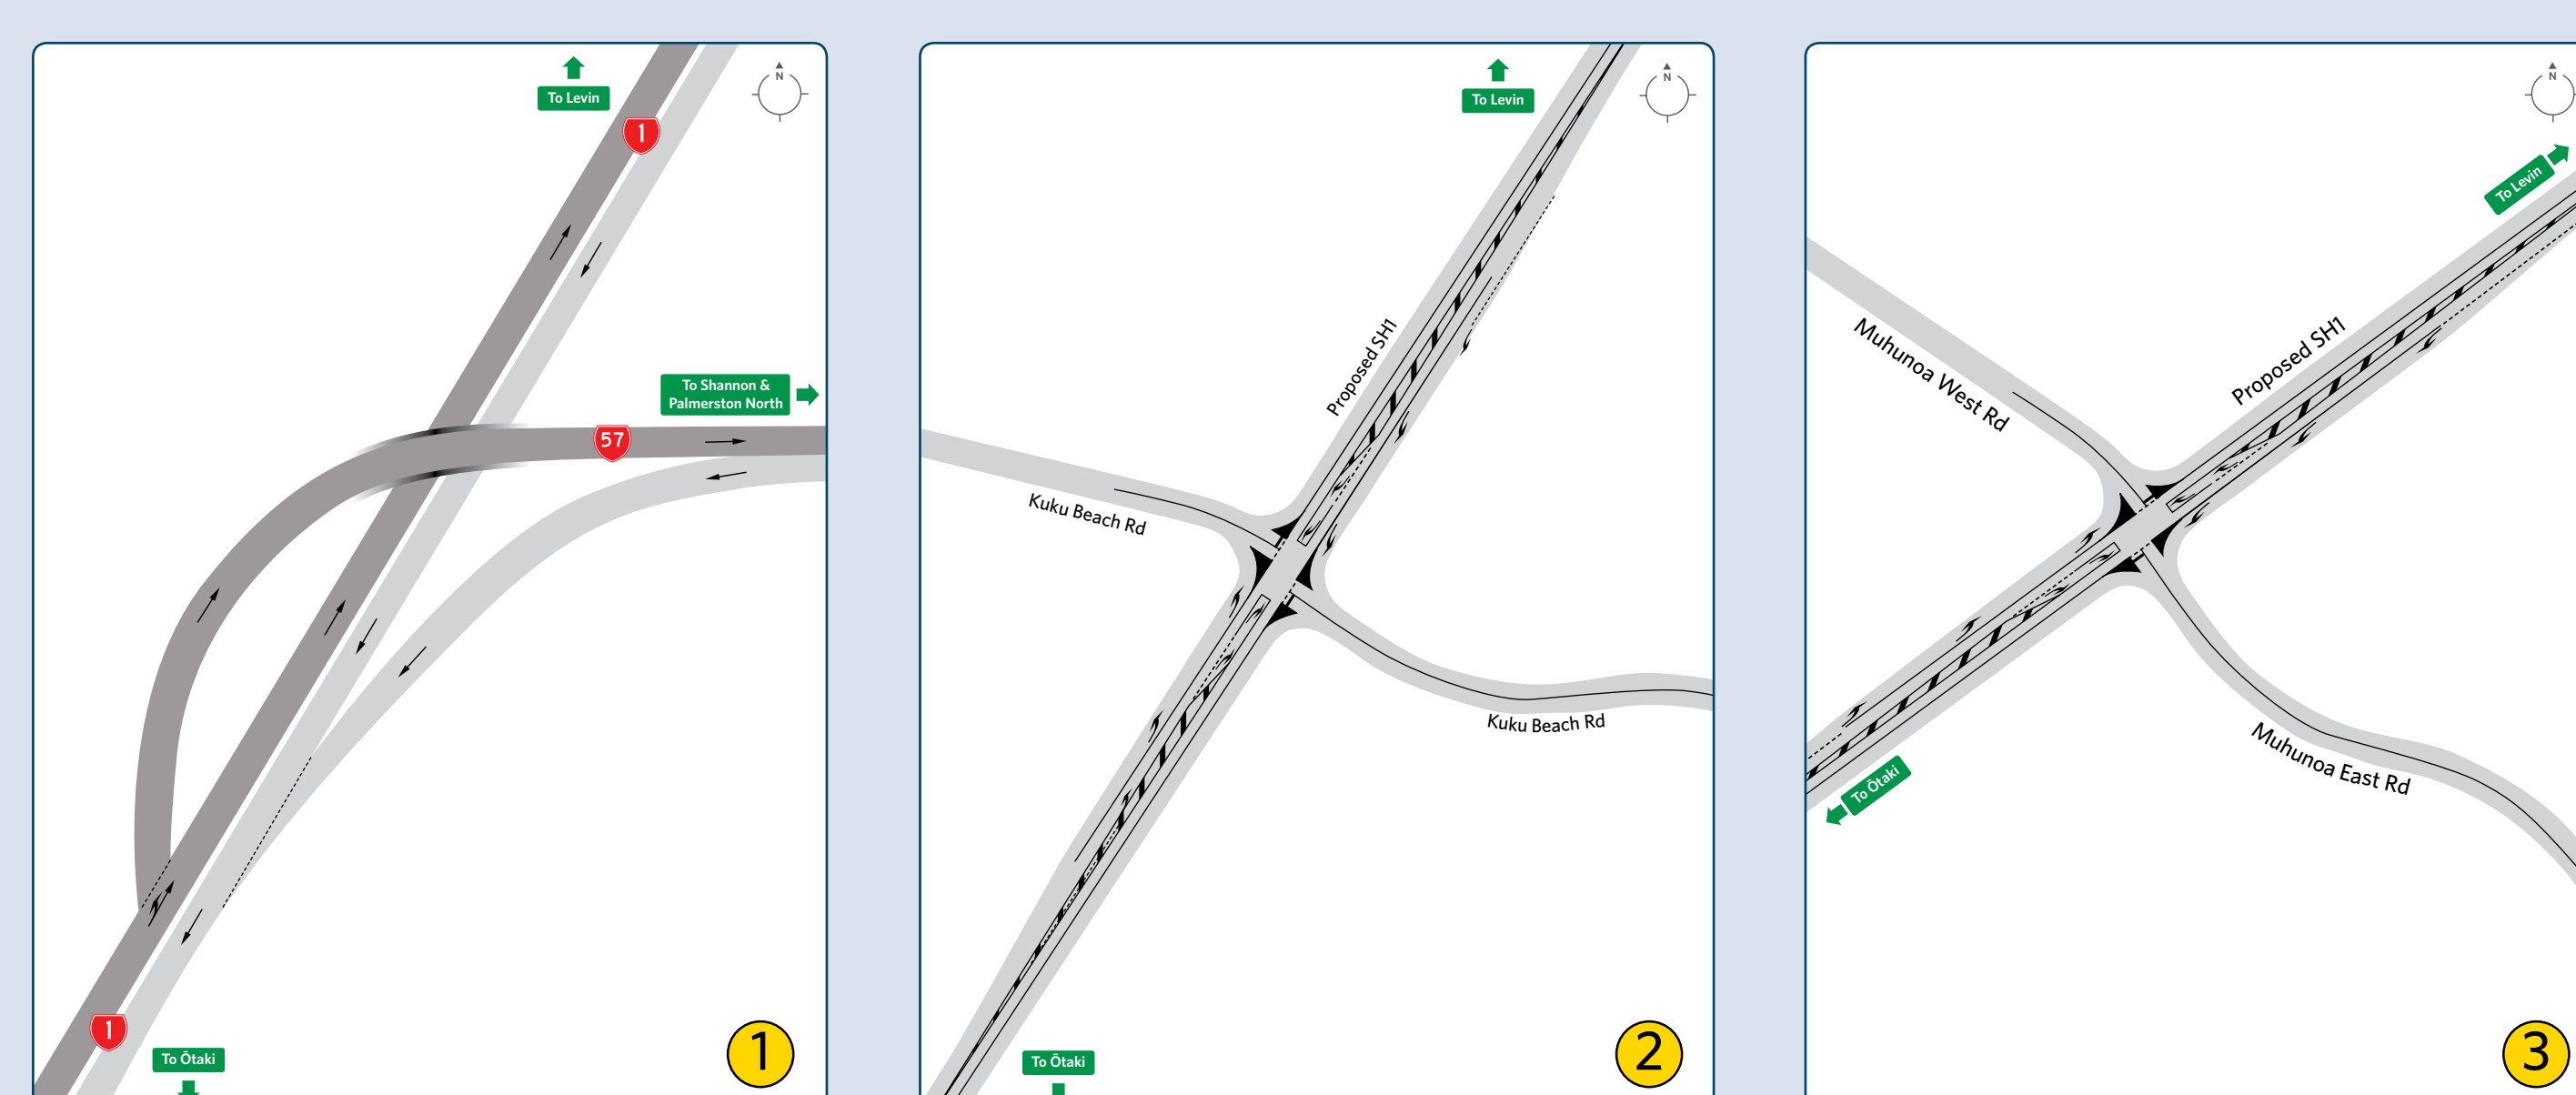 To Levin
N
1
To Shannon &
Palmerston North
57
1
To Ōtaki
1
To Levin
N
Proposed SH1
Kuku Beach Rd
Kuku Beach Rd
To Ōtaki
2
N
To Levin
Muhunoa West Rd
Proposed SH1
Muhunoa East Rd
To Ōtaki
3